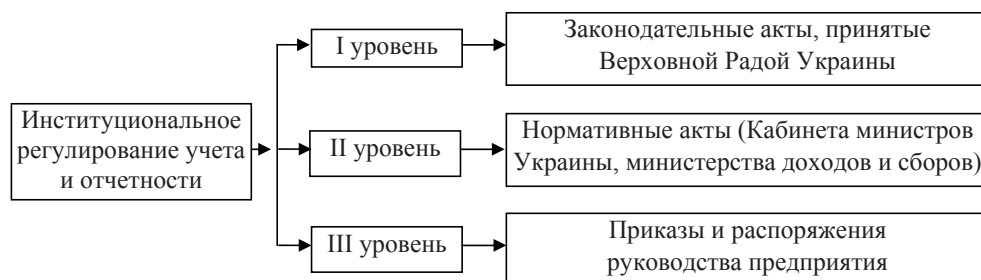 Институциональное
регулирование учета
и отчетности
I уровень
Законодательные акты, принятые
Верховной Радой Украины
II уровень
Нормативные акты (Кабинета министров
Украины, министерства доходов и сборов)
III уровень
Приказы и распоряжения
руководства предприятия